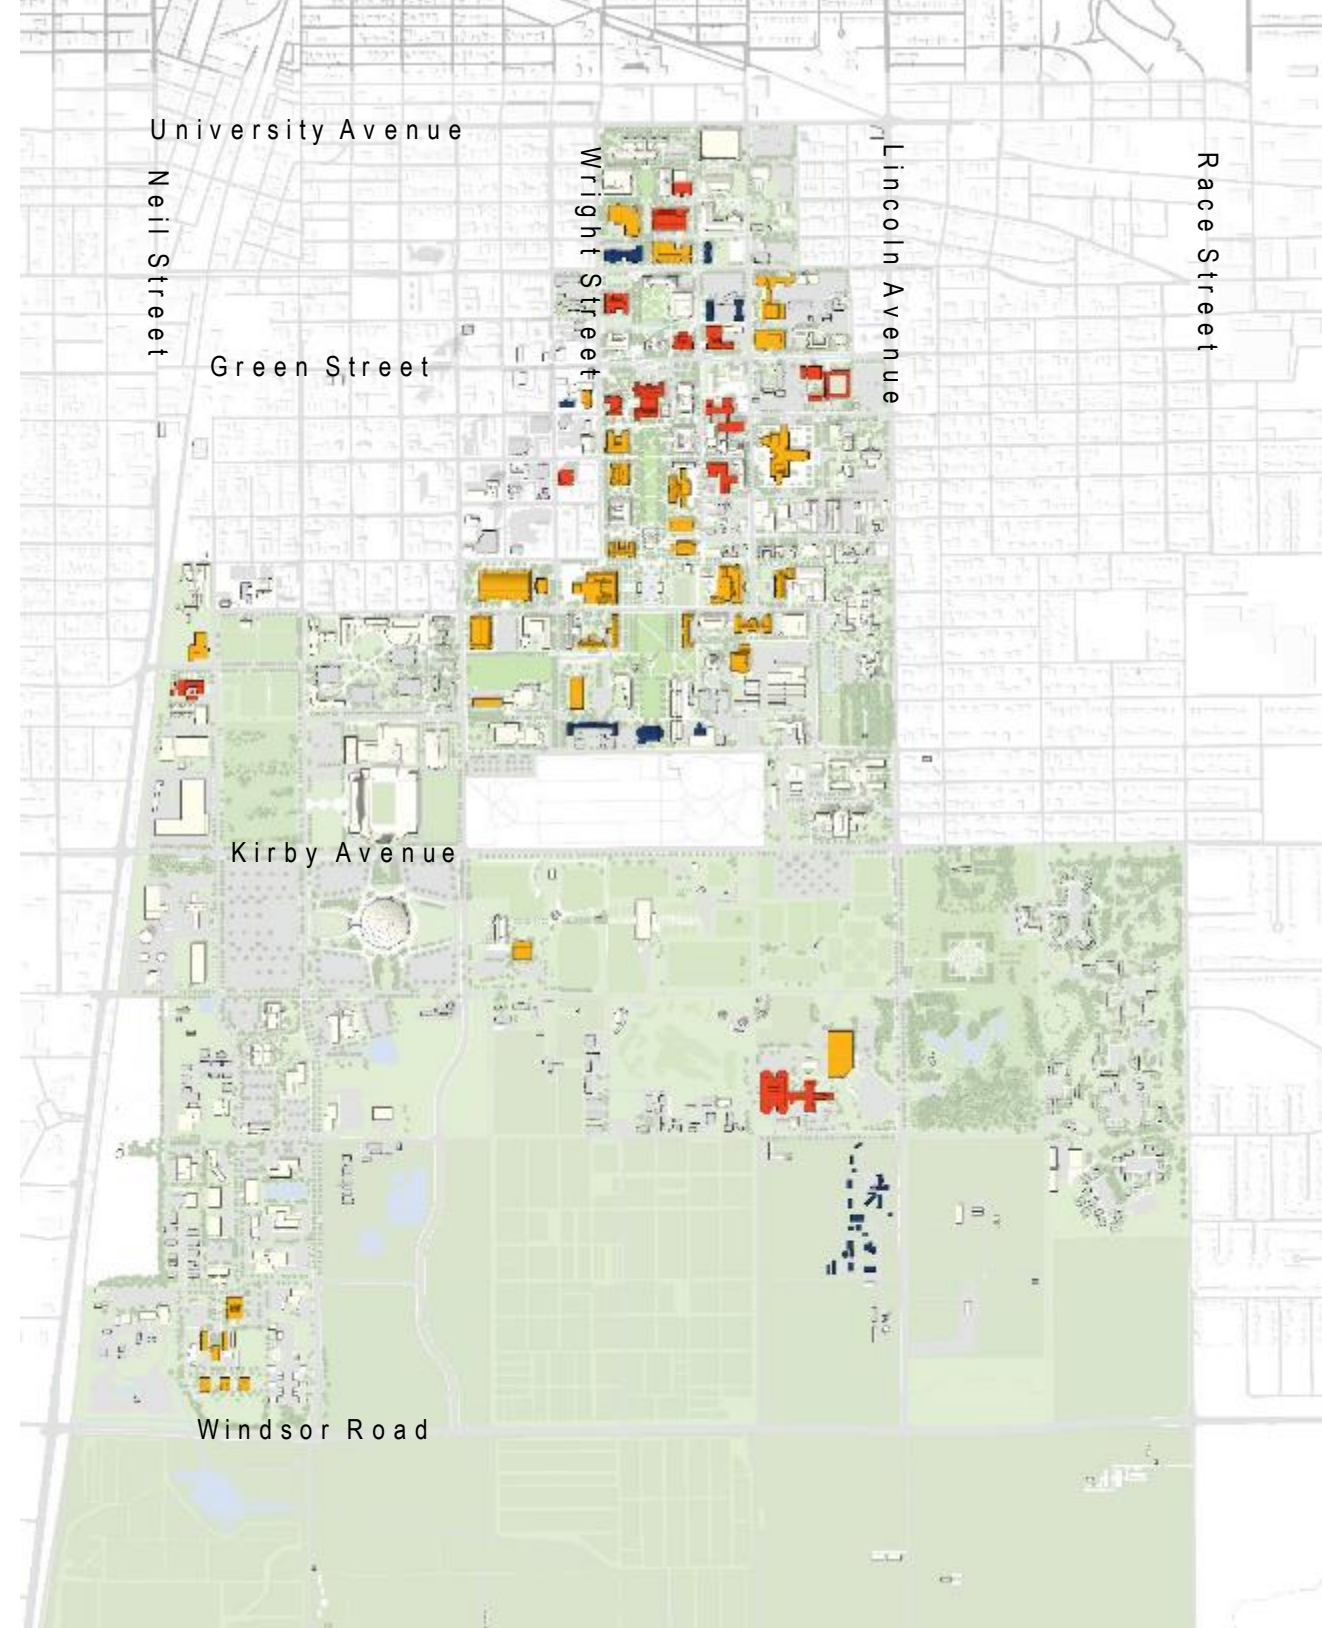 University Avenue
Neil Street
Wright Street
Lincoln Avenue
Race Street
Green Street
Kirby Avenue
Windsor Road